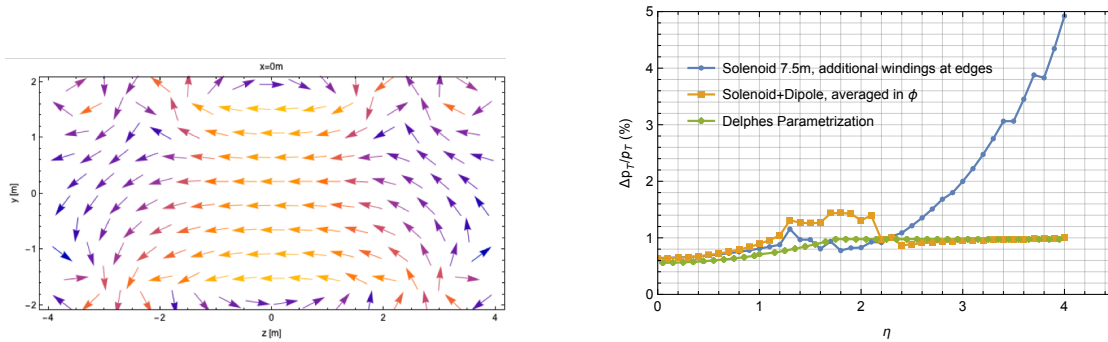 x=0m
2
1
0
-1
-2
y [m]
-4
-2
0
2
4
z [m]
5
4
3
2
1
0
Δp_T/p_T (%)
Solenoid 7.5m, additional windings at edges
Solenoid+Dipole, averaged in ϕ
Delphes Parametrization
0
1
2
3
4
η